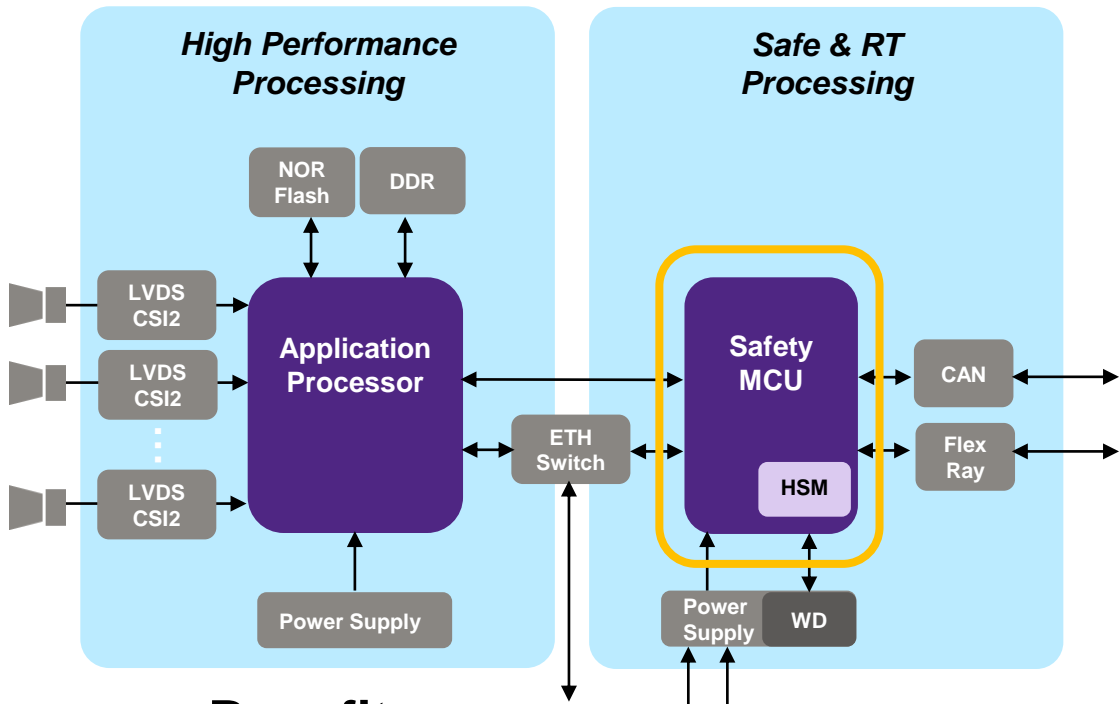 High Performance
Processing
Safe & RT
Processing
NOR
Flash
DDR
LVDS
CSI2
LVDS
CSI2
LVDS
CSI2
Application
Processor
Safety
MCU
HSM
CAN
Flex
Ray
ETH
Switch
Power Supply
Power
Supply
WD